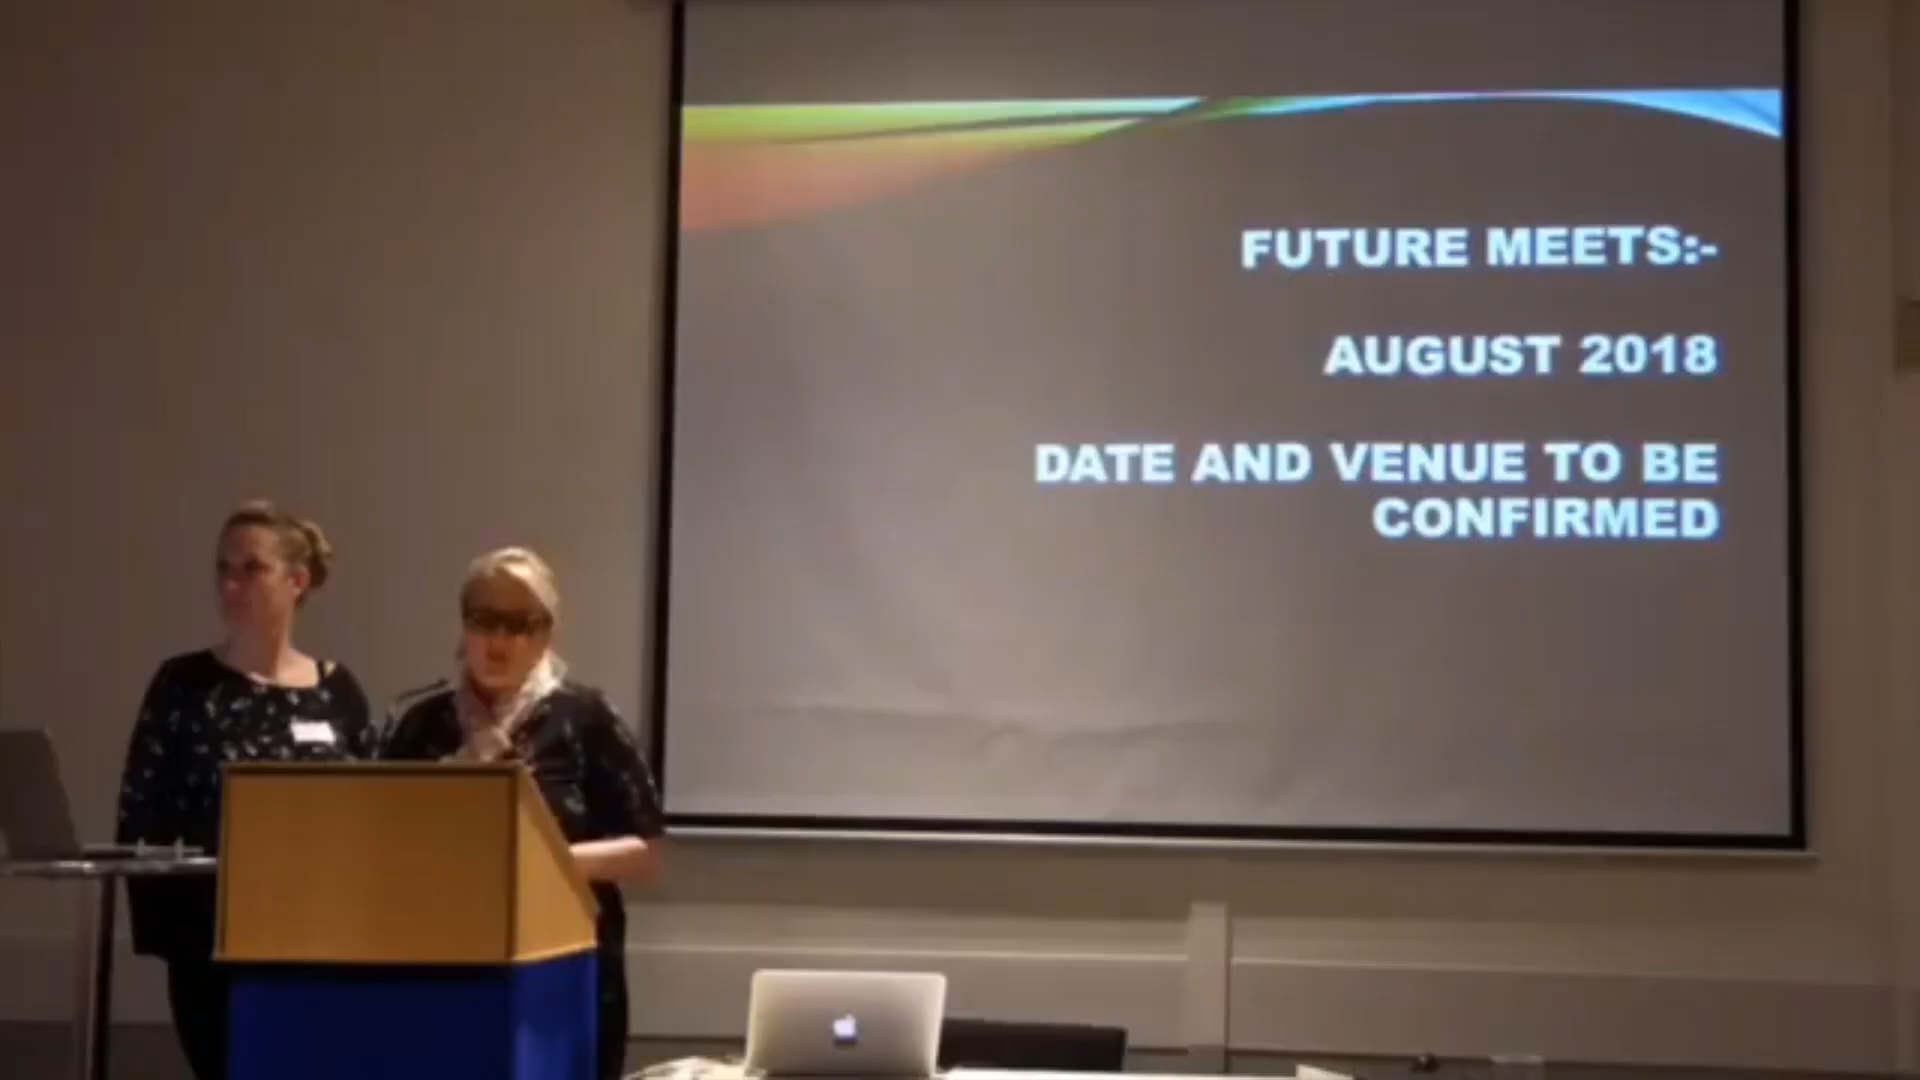 FUTURE MEETS:-
AUGUST 2018
DATE AND VENUE TO BE
CONFIRMED